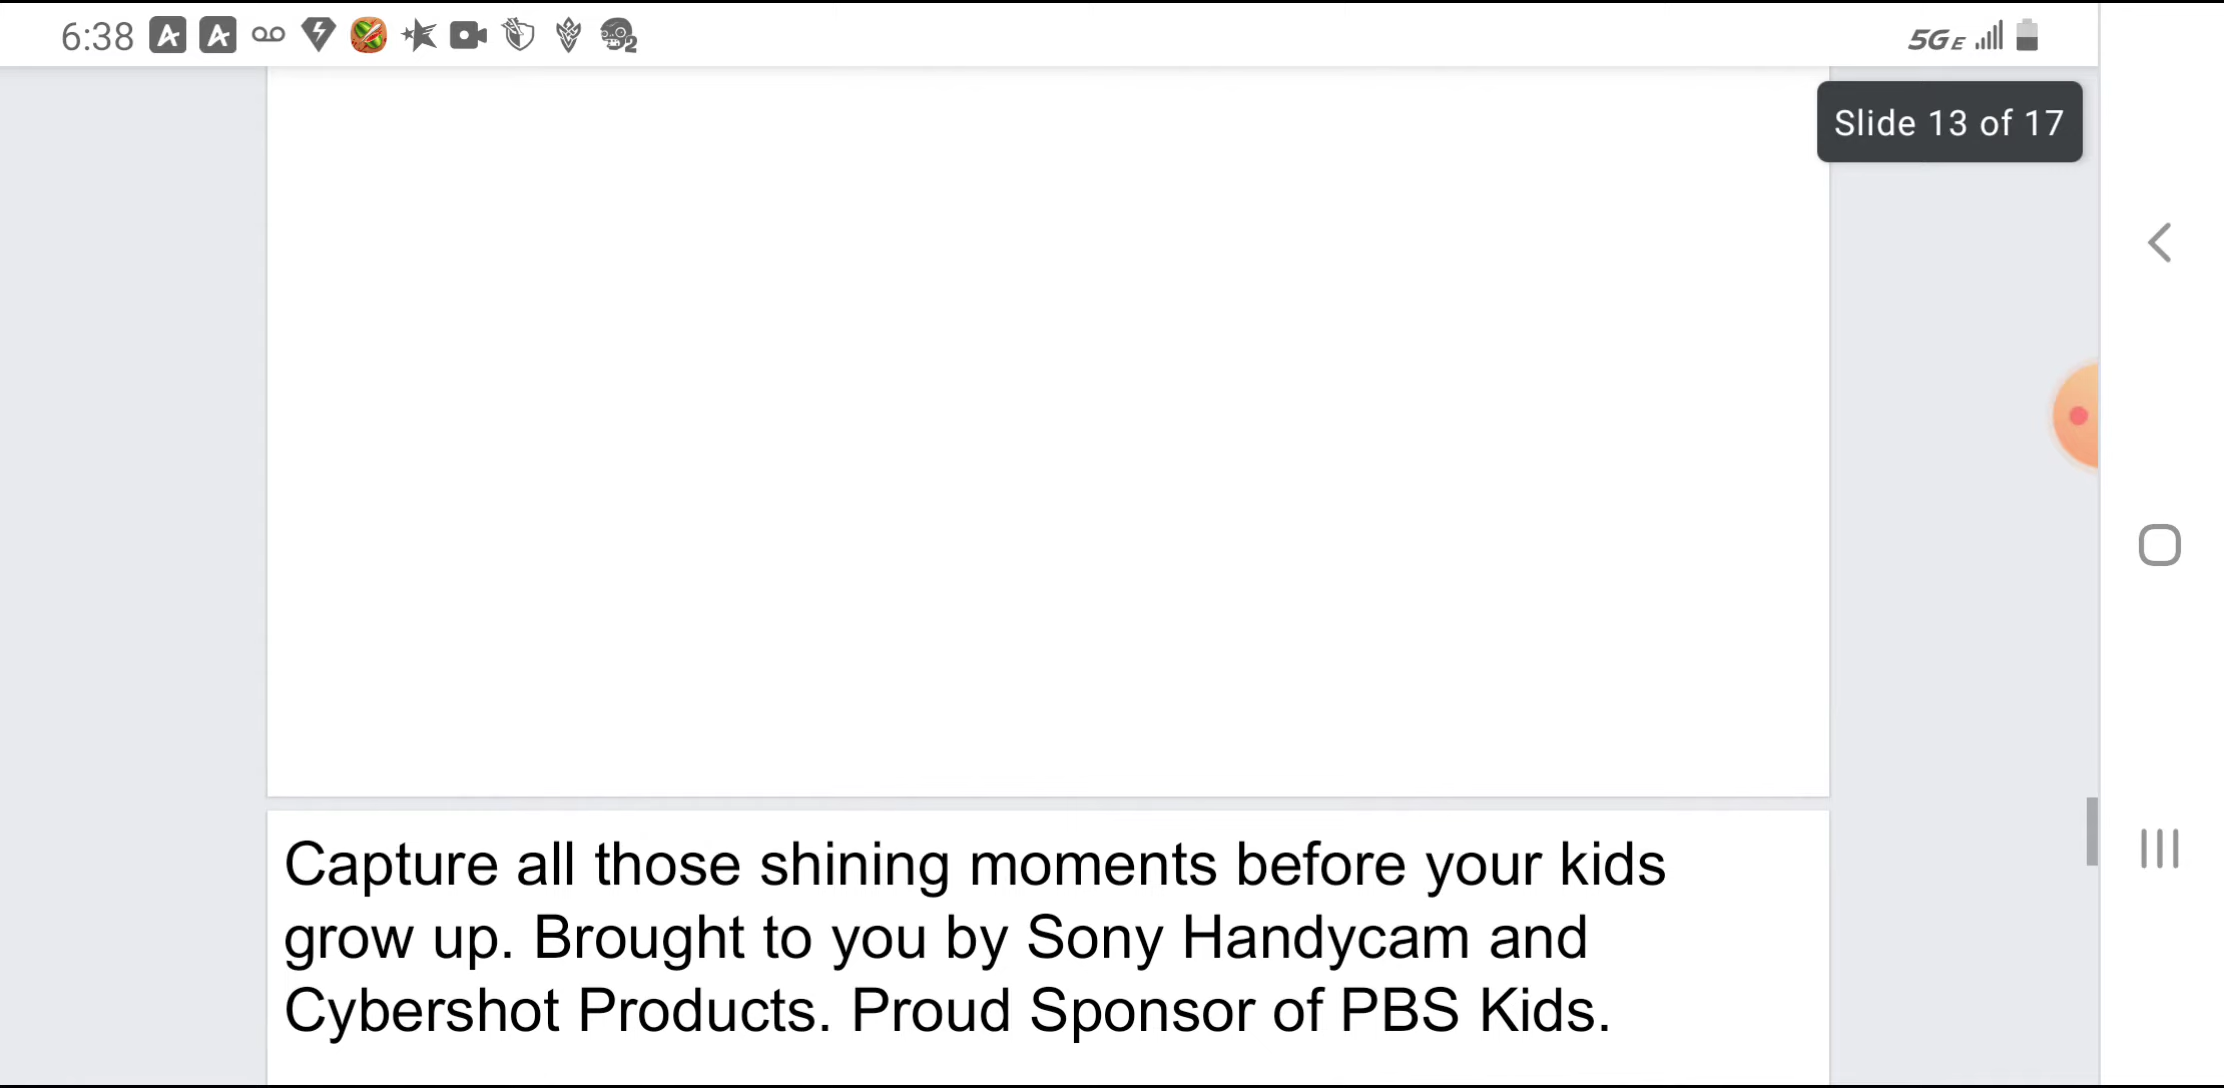 6:38
5GE
Slide 13 of 17
Capture all those shining moments before your kids
grow up. Brought to you by Sony Handycam and
Cybershot Products. Proud Sponsor of PBS Kids.